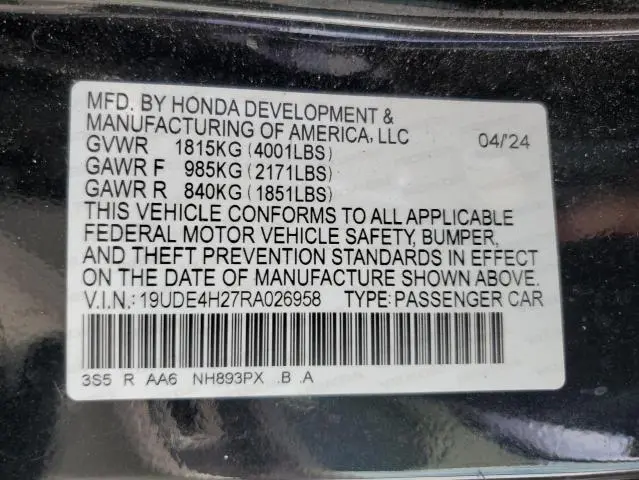 MFD. BY HONDA DEVELOPMENT &
MANUFACTURING OF AMERICA, LLC 04/24
GVWR 1815KG (4001LBS)
GAWR F 985KG (2171LBS)
GAWR R 840KG (1851LBS)
THIS VEHICLE CONFORMS TO ALL APPLICABLE
FEDERAL MOTOR VEHICLE SAFETY, BUMPER,
AND THEFT PREVENTION STANDARDS IN EFFECT
ON THE DATE OF MANUFACTURE SHOWN ABOVE.
V.I.N.: 19UDE4H27RA026958 TYPE: PASSENGER CAR
3S5 R AA6 NH893PX .B .A